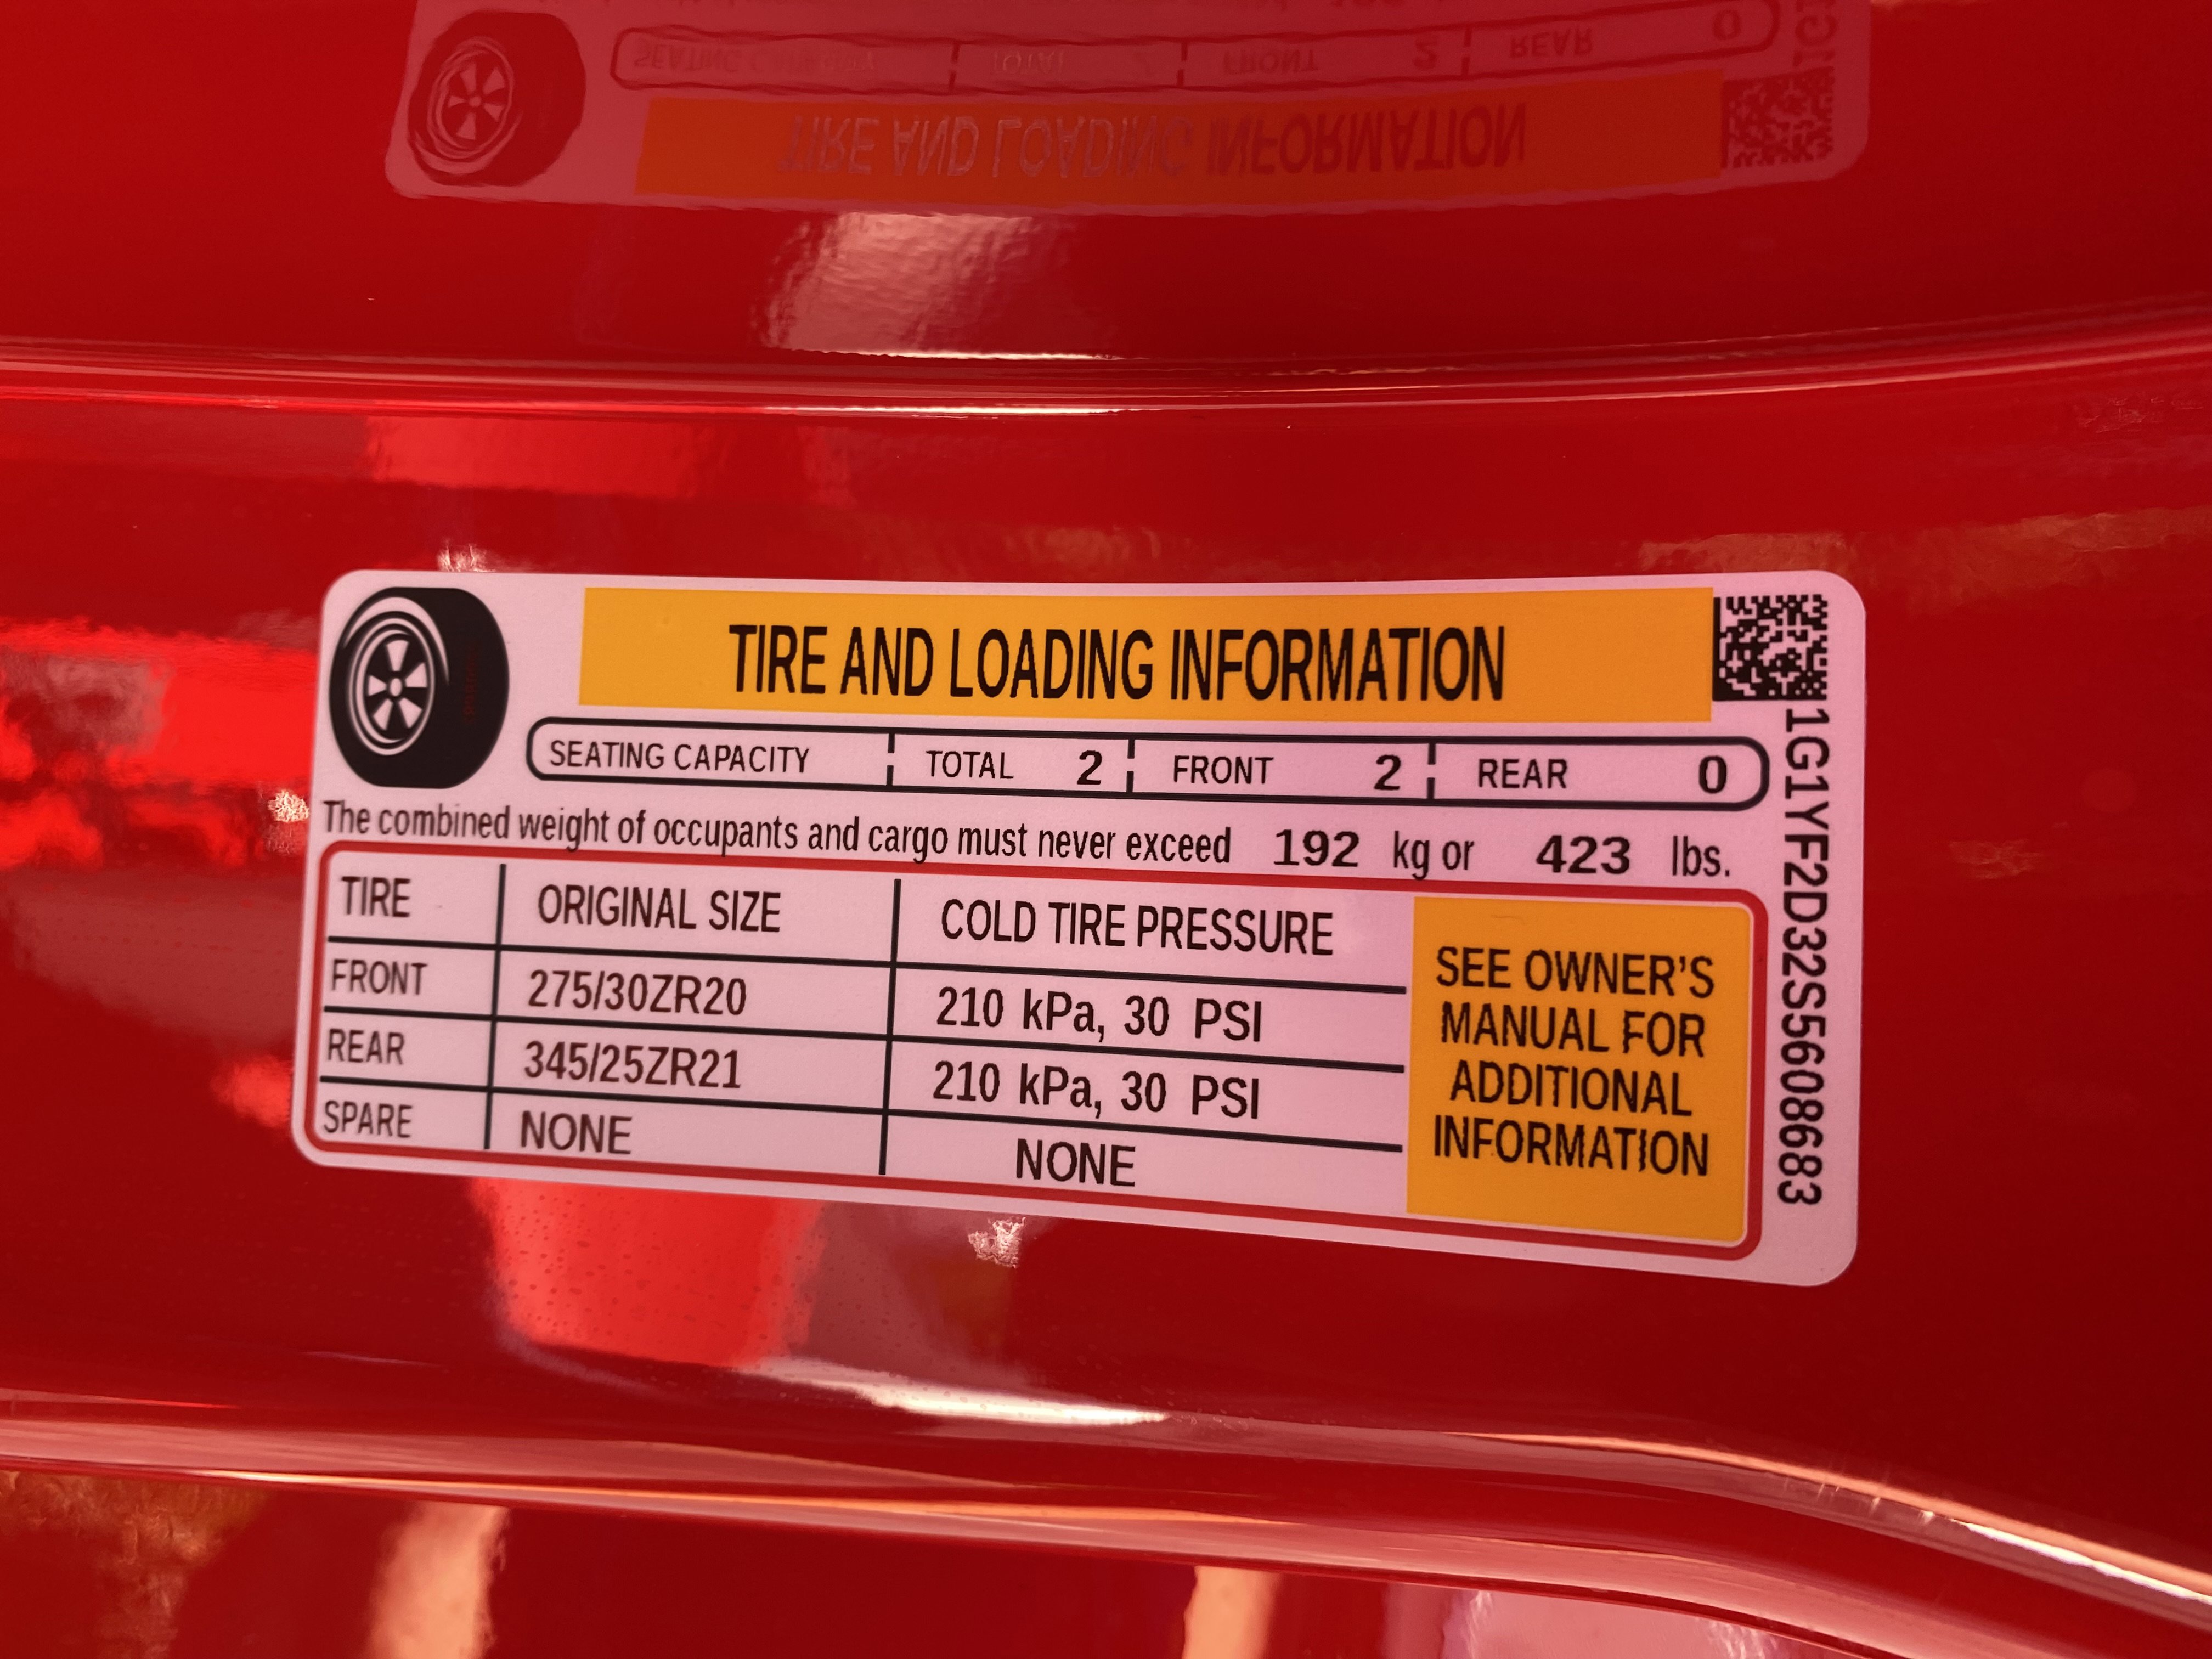 TIRE AND LOADING INFORMATION
SEATING CAPACITY TOTAL 2 FRONT 2 REAR 0
The combined weight of occupants and cargo must never exceed 192 kg or 423 lbs.
TIRE ORIGINAL SIZE COLD TIRE PRESSURE
FRONT 275/30ZR20 210 kPa, 30 PSI
REAR 345/25ZR21 210 kPa, 30 PSI
SPARE NONE NONE
SEE OWNER'S
MANUAL FOR
ADDITIONAL
INFORMATION
1G1YF2D32S5608683